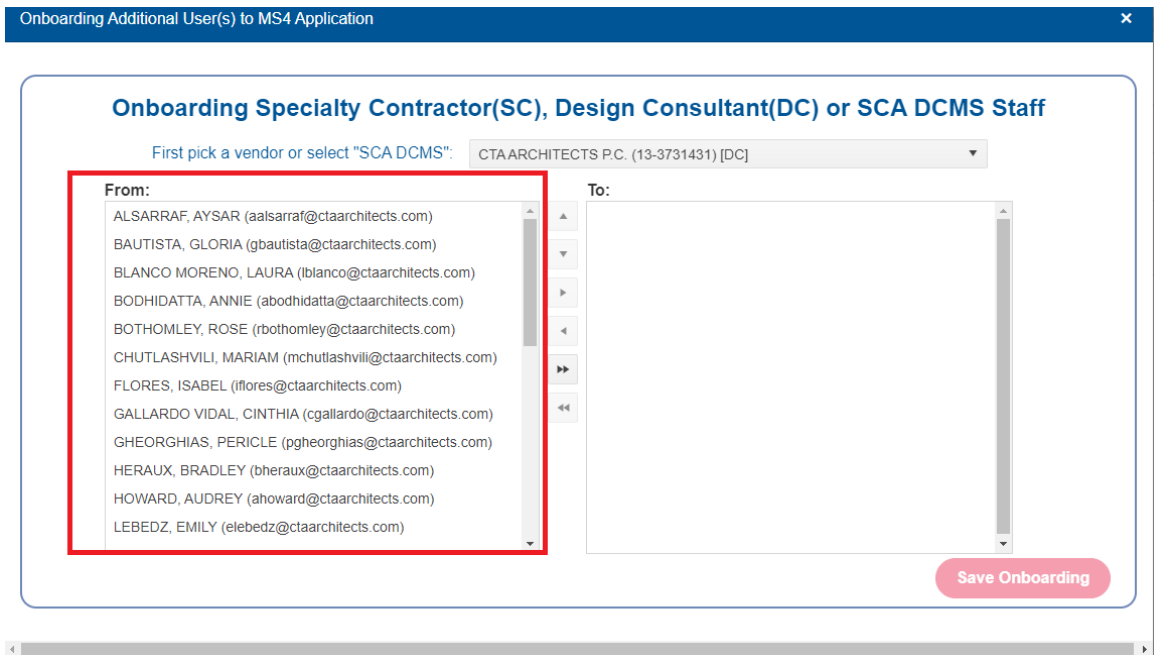 Onboarding Additional User(s) to MS4 Application ×
Onboarding Specialty Contractor(SC), Design Consultant(DC) or SCA DCMS Staff
First pick a vendor or select "SCA DCMS": CTA ARCHITECTS P.C. (13-3731431) [DC]
From: To:
ALSARRAF, AYSAR (aalsarraf@ctaarchitects.com)
BAUTISTA, GLORIA (gbautista@ctaarchitects.com)
BLANCO MORENO, LAURA (lblanco@ctaarchitects.com)
BODHIDATTA, ANNIE (abodhidatta@ctaarchitects.com)
BOTHOMLEY, ROSE (rbothomley@ctaarchitects.com)
CHUTLASHVILI, MARIAM (mchutlashvili@ctaarchitects.com)
FLORES, ISABEL (iflores@ctaarchitects.com)
GALLARDO VIDAL, CINTHIA (cgallardo@ctaarchitects.com)
GHEORGHIAS, PERICLE (pgheorghias@ctaarchitects.com)
HERAUX, BRADLEY (bheraux@ctaarchitects.com)
HOWARD, AUDREY (ahoward@ctaarchitects.com)
LEBEDZ, EMILY (elebedz@ctaarchitects.com)
Save Onboarding